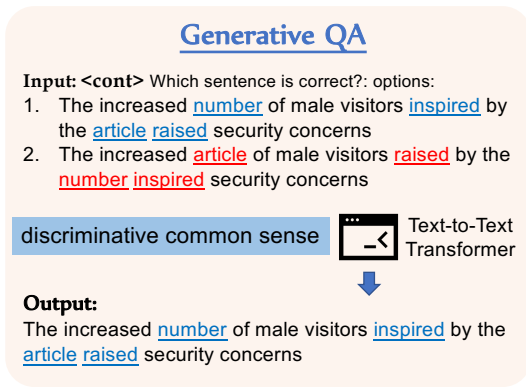 Generative QA
Input: <cont> Which sentence is correct?: options:
1. The increased number of male visitors inspired by
the article raised security concerns
2. The increased article of male visitors raised by the
number inspired security concerns
discriminative common sense
Text-to-Text
Transformer
Output:
The increased number of male visitors inspired by the
article raised security concerns